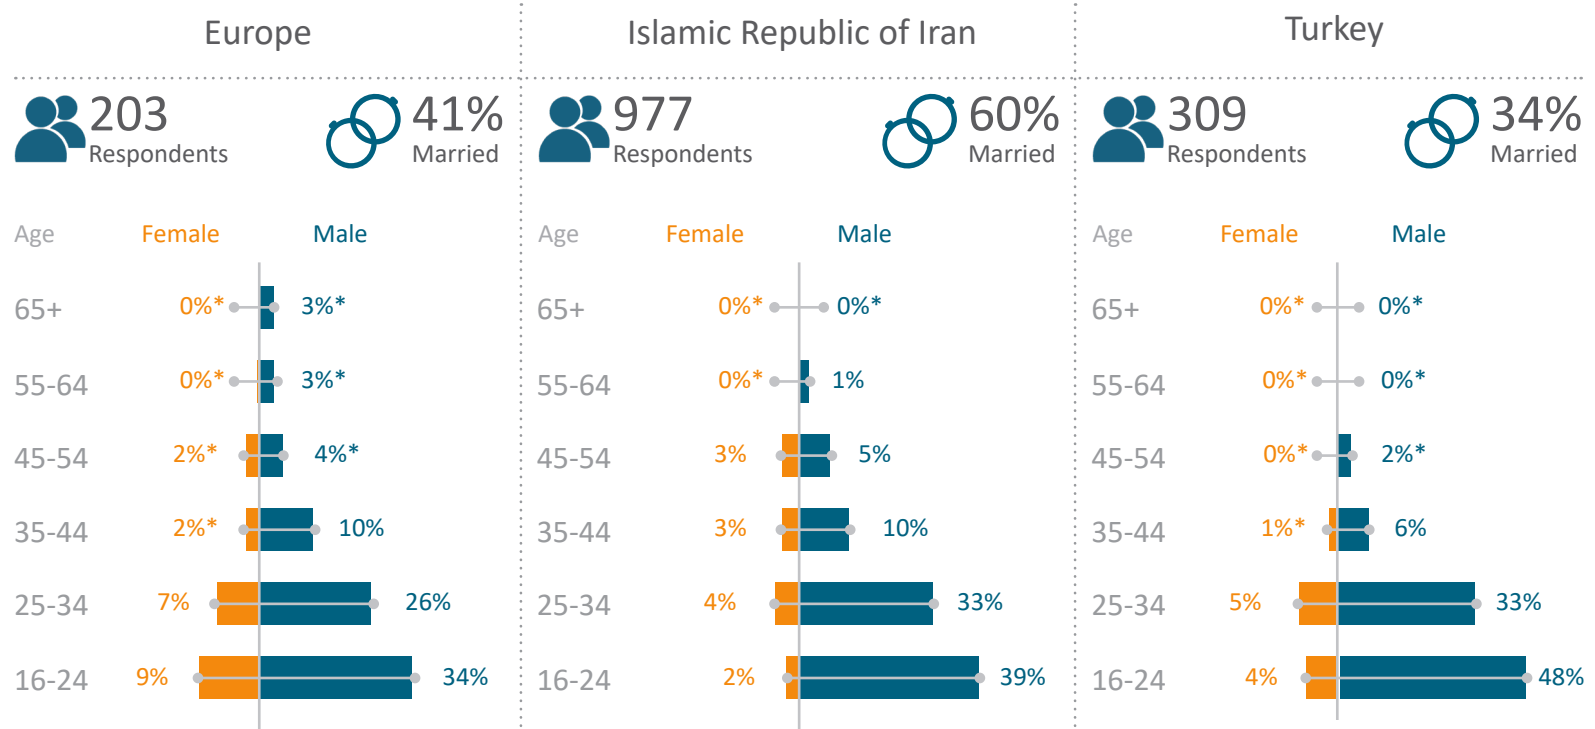 Europe
203
Respondents
41%
Married
Age Female Male
65+ 0%* 3%*
55-64 0%* 3%*
45-54 2%* 4%*
35-44 2%* 10%
25-34 7% 26%
16-24 9% 34%
Islamic Republic of Iran
977
Respondents
60%
Married
Age Female Male
65+ 0%* 0%*
55-64 0%* 1%
45-54 3% 5%
35-44 3% 10%
25-34 4% 33%
16-24 2% 39%
Turkey
309
Respondents
34%
Married
Age Female Male
65+ 0%* 0%*
55-64 0%* 0%*
45-54 0%* 2%*
35-44 1%* 6%
25-34 5% 33%
16-24 4% 48%